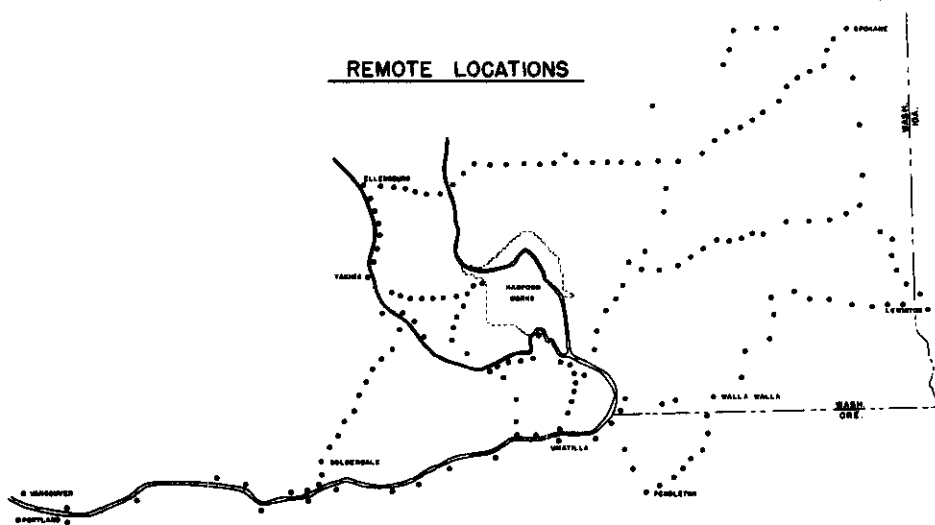 SPOKANE
REMOTE LOCATIONS
WASH.
IDA.
ELLENSBURG
YAKIMA
HANFORD
WORKS
LEWISTON
WALLA WALLA
WASH.
ORE.
UMATILLA
GOLDENDALE
PENDLETON
VANCOUVER
PORTLAND